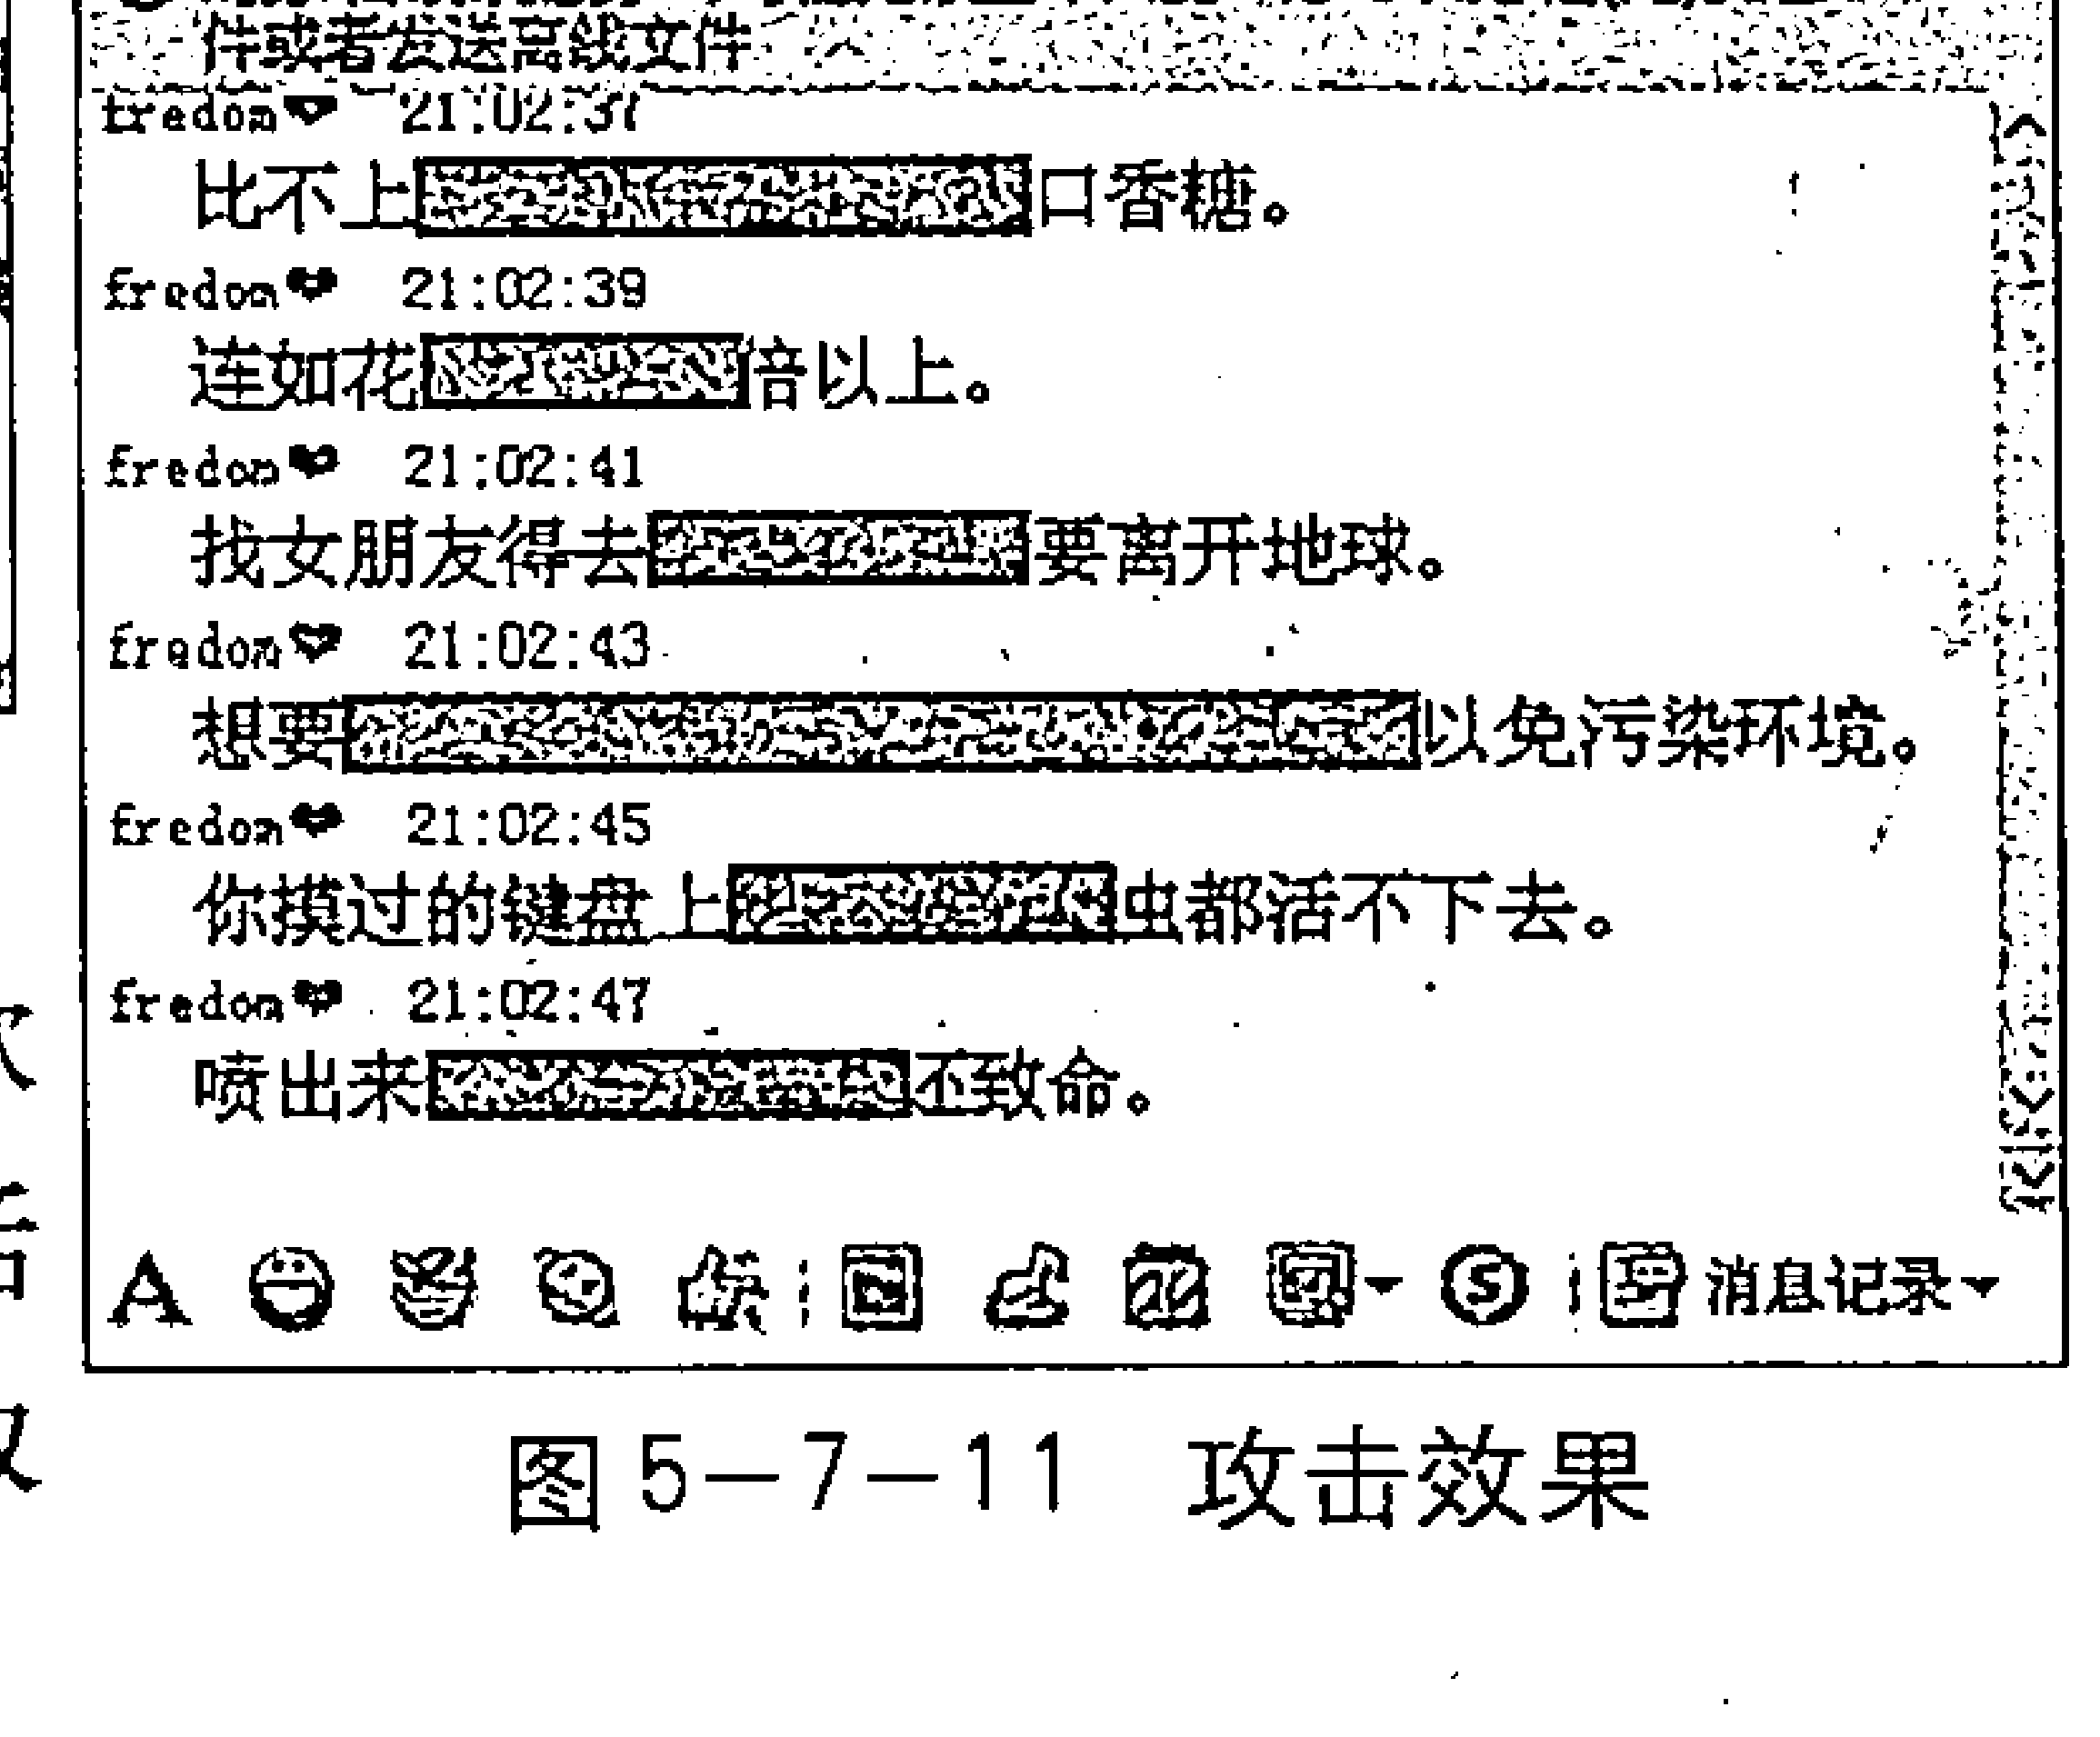 件或者发送离线文件
fredom 21:02:37
比不上 口香糖。
fredom 21:02:39
连如花 倍以上。
fredom 21:02:41
找女朋友得去 要离开地球。
fredom 21:02:43
想要 以免污染环境。
fredom 21:02:45
你摸过的键盘上 虫都活不下去。
fredom 21:02:47
喷出来 不致命。
A 消息记录
图5-7-11 攻击效果